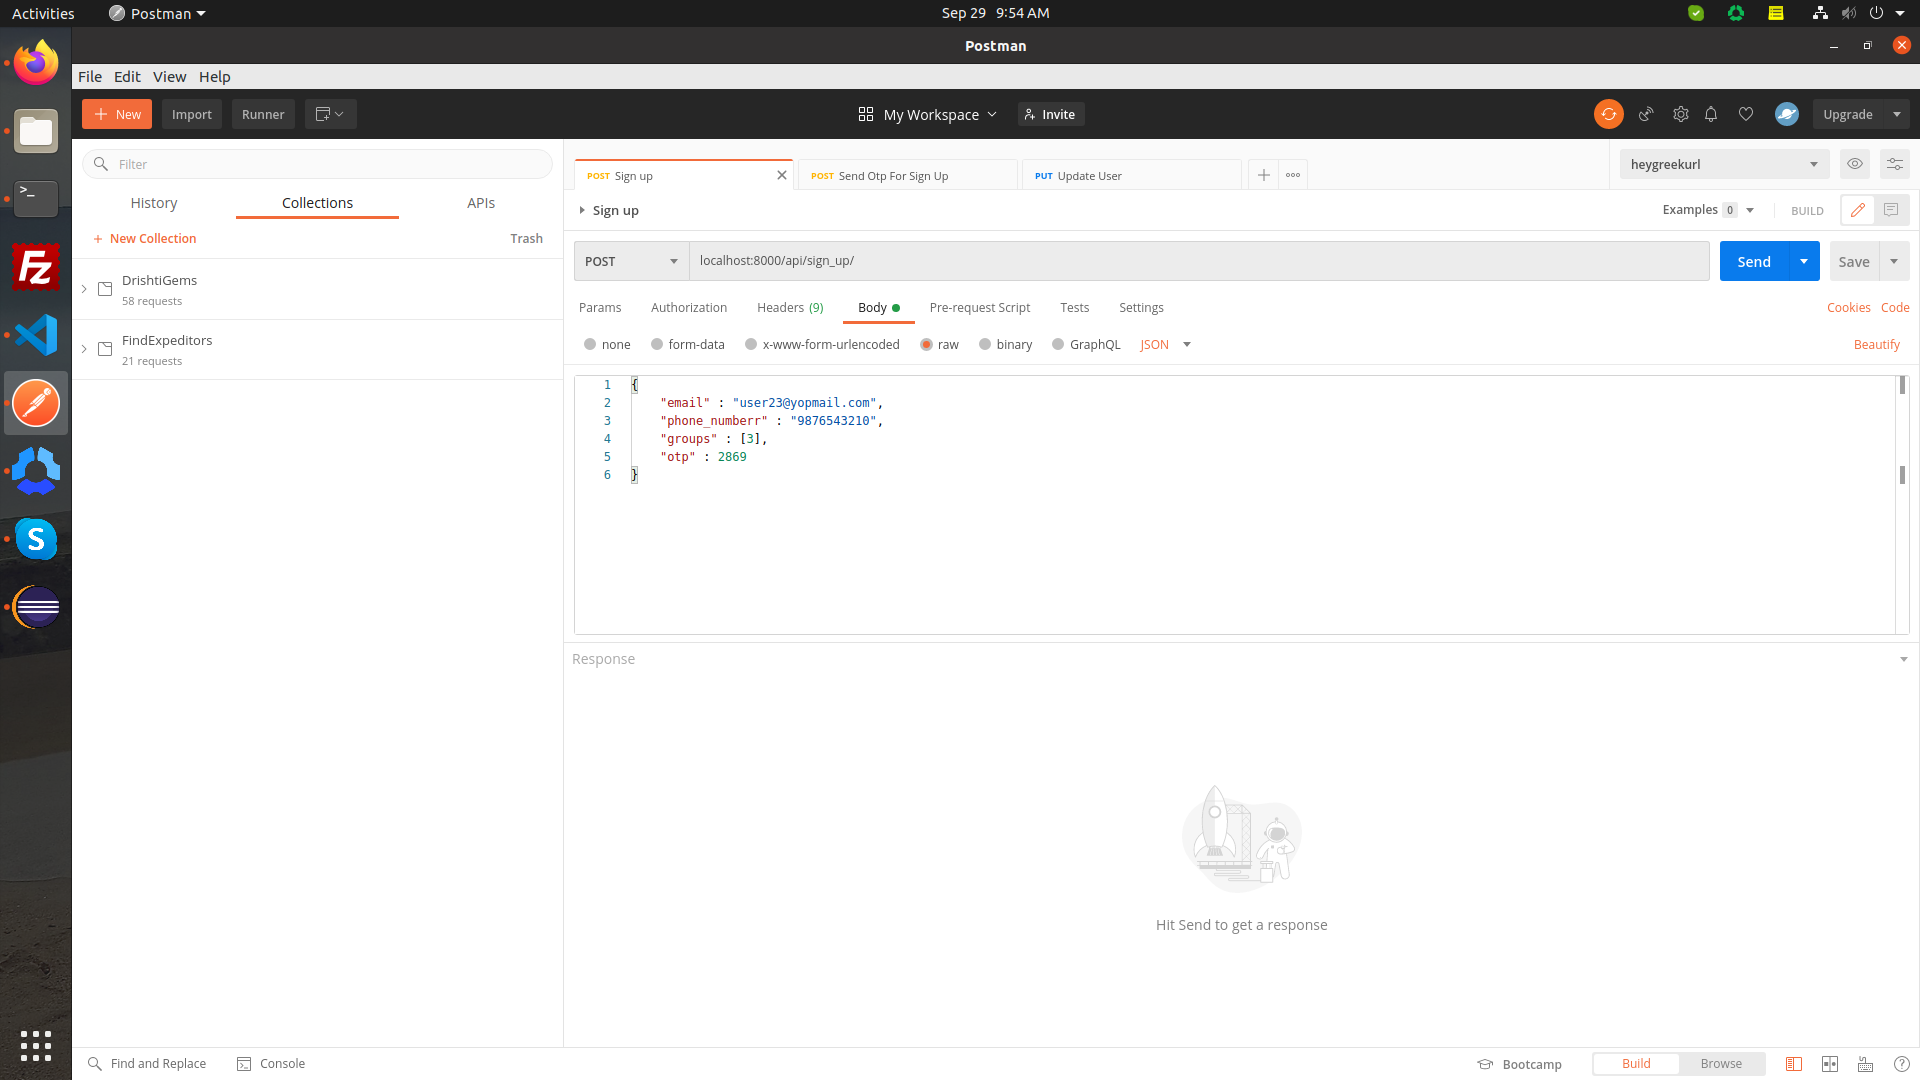 Activities
Postman
Sep 29 9:54 AM
Postman
File Edit View Help
New
Import
Runner
My Workspace
Invite
Upgrade
Filter
History
Collections
APIs
+ New Collection
Trash
DrishtiGems
58 requests
FindExpeditors
21 requests
POST Sign up
POST Send Otp For Sign Up
PUT Update User
heygreekurl
Sign up
Examples 0
BUILD
POST
localhost:8000/api/sign_up/
Send
Save
Params
Authorization
Headers (9)
Body
Pre-request Script
Tests
Settings
Cookies
Code
none
form-data
x-www-form-urlencoded
raw
binary
GraphQL
JSON
Beautify
1 {
2 "email" : "user23@yopmail.com",
3 "phone_numberr" : "9876543210",
4 "groups" : [3],
5 "otp" : 2869
6 }
Response
Hit Send to get a response
Find and Replace
Console
Bootcamp
Build
Browse
>_
Fz
S